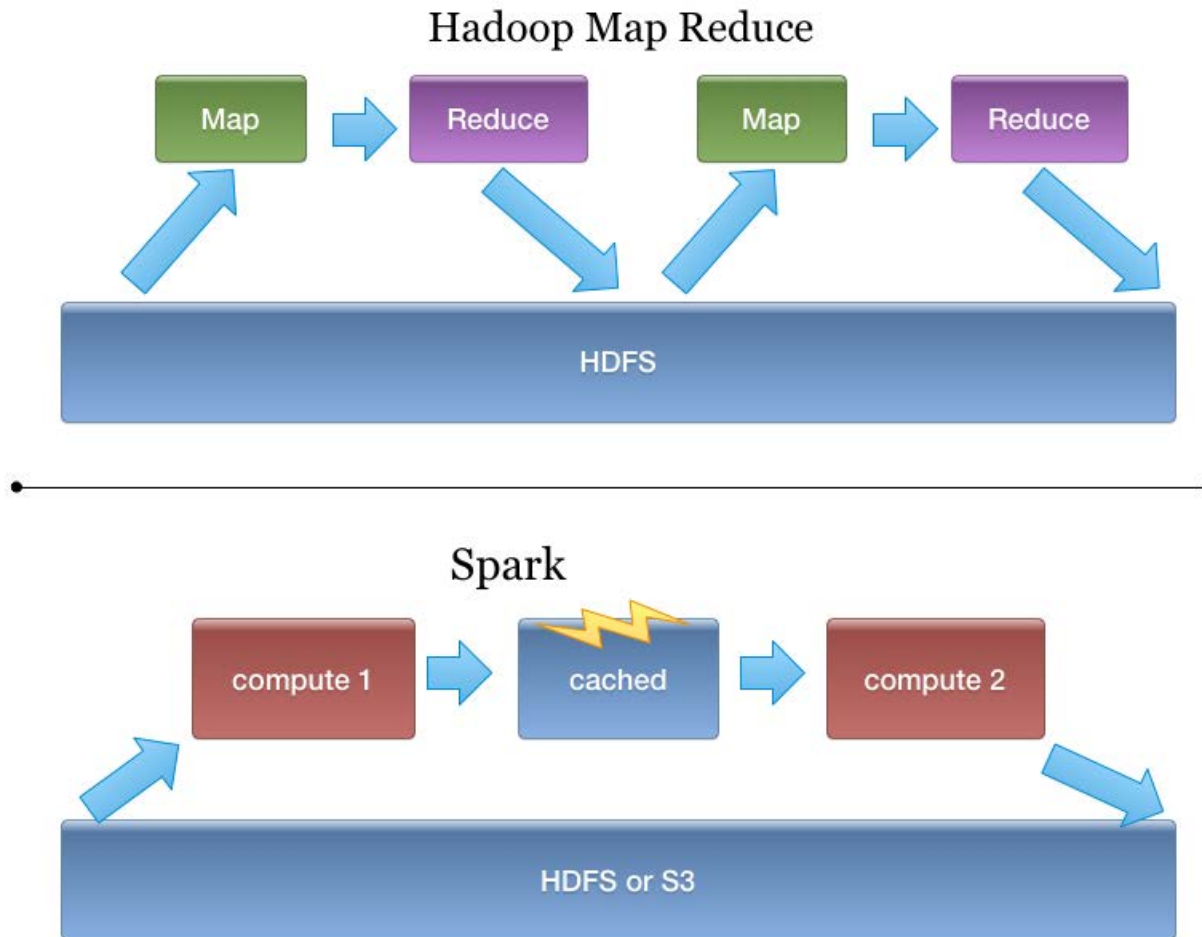 Hadoop Map Reduce
Map
Reduce
Map
Reduce
HDFS
Spark
compute 1
cached
compute 2
HDFS or S3